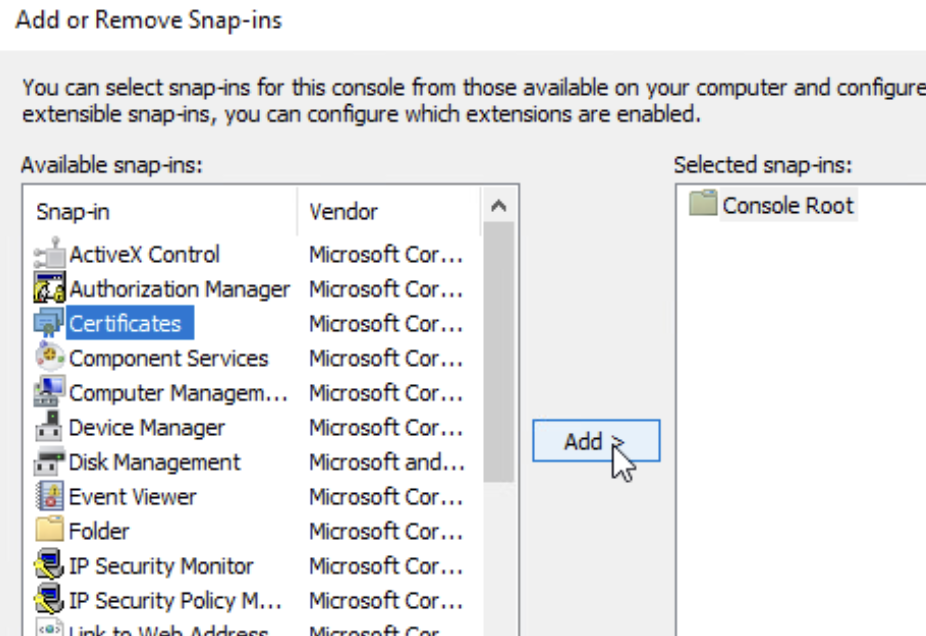 Add or Remove Snap-ins
You can select snap-ins for this console from those available on your computer and configure
extensible snap-ins, you can configure which extensions are enabled.
Available snap-ins:
Selected snap-ins:
Snap-in Vendor
Console Root
ActiveX Control Microsoft Cor...
Authorization Manager Microsoft Cor...
Certificates Microsoft Cor...
Component Services Microsoft Cor...
Computer Managem... Microsoft Cor...
Device Manager Microsoft Cor...
Add >
Disk Management Microsoft and...
Event Viewer Microsoft Cor...
Folder Microsoft Cor...
IP Security Monitor Microsoft Cor...
IP Security Policy M... Microsoft Cor...
Link to Web Address Microsoft Cor